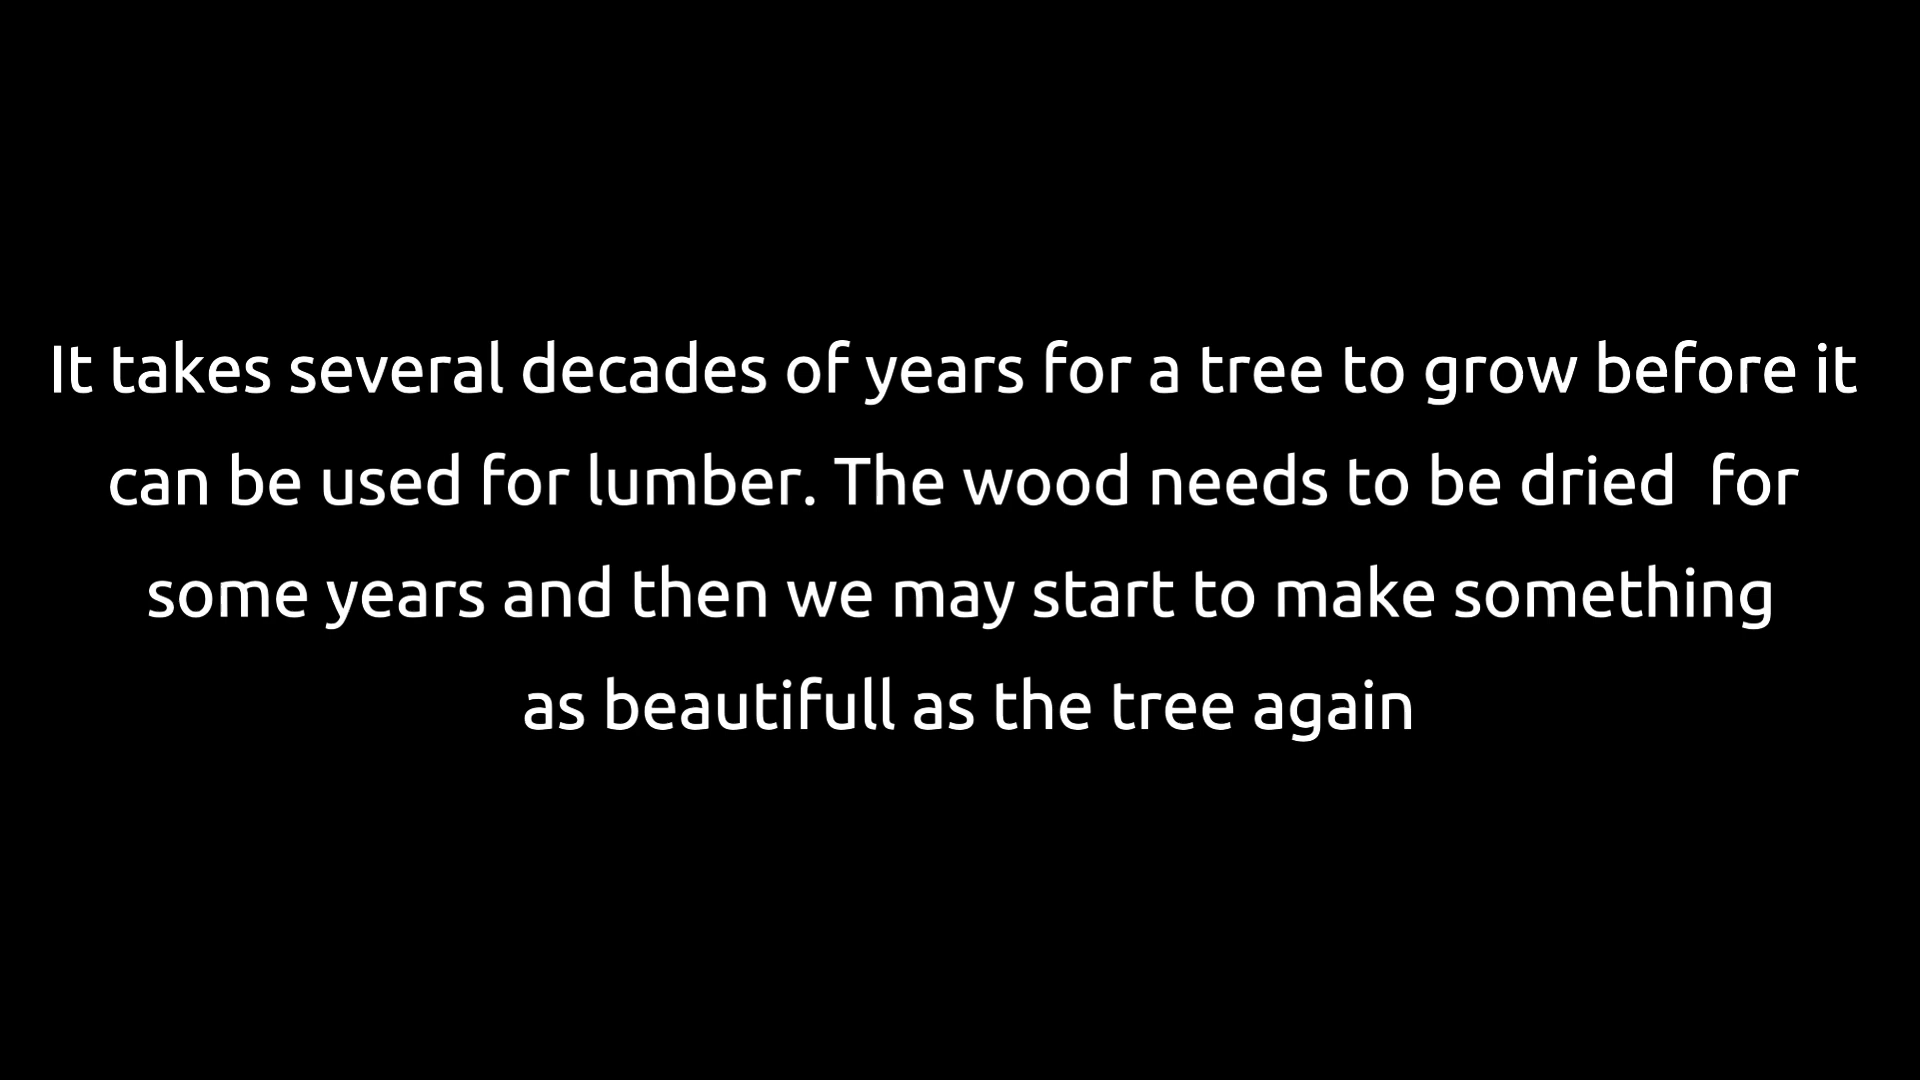 It takes several decades of years for a tree to grow before it
can be used for lumber. The wood needs to be dried  for
some years and then we may start to make something
as beautifull as the tree again